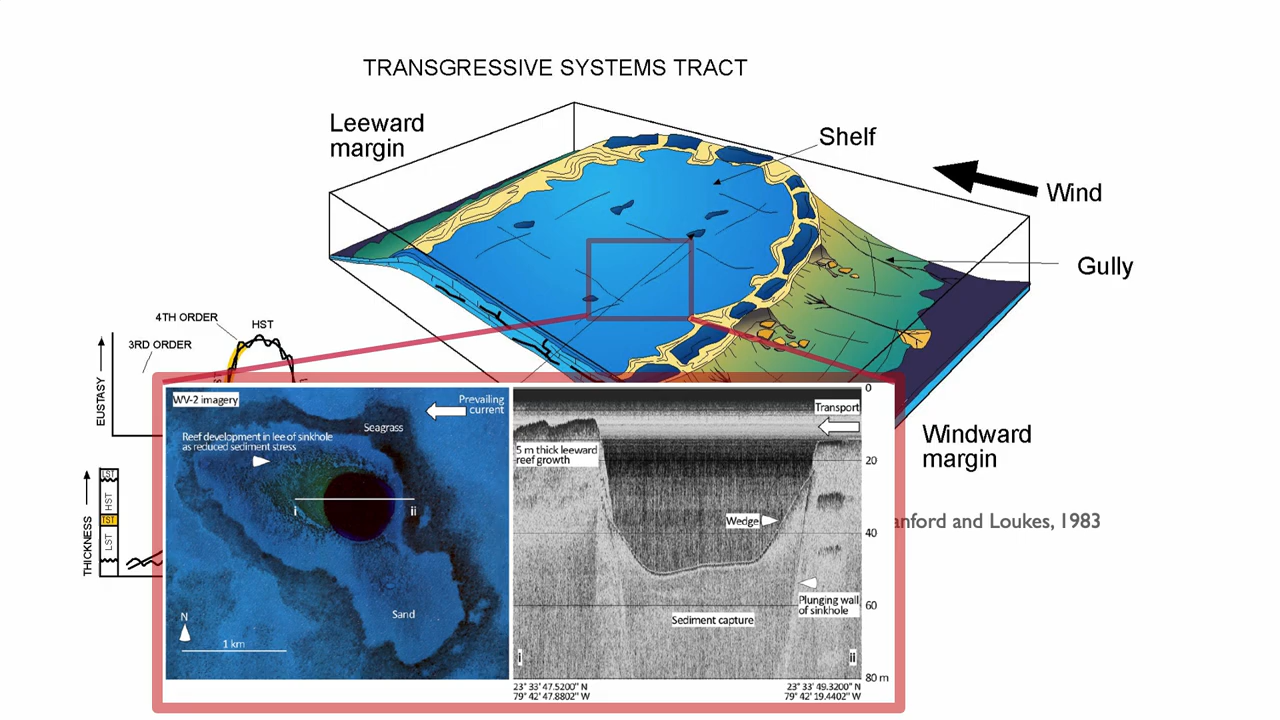 TRANSGRESSIVE SYSTEMS TRACT
Leeward
margin
Shelf
Wind
Gully
4TH ORDER
HST
3RD ORDER
EUSTASY
WV-2 imagery
Prevailing
current
Seagrass
Reef development in lee of sinkhole
as reduced sediment stress
i
ii
Sand
N
1 km
0
Transport
5 m thick leeward
reef growth
20
Wedge
40
Plunging wall
of sinkhole
60
Sediment capture
i
ii
80 m
23° 33' 47.5200" N
79° 42' 47.8802" W
23° 33' 49.3200" N
79° 42' 19.4402" W
Windward
margin
anford and Loukes, 1983
THICKNESS
LST
HST
TST
LST